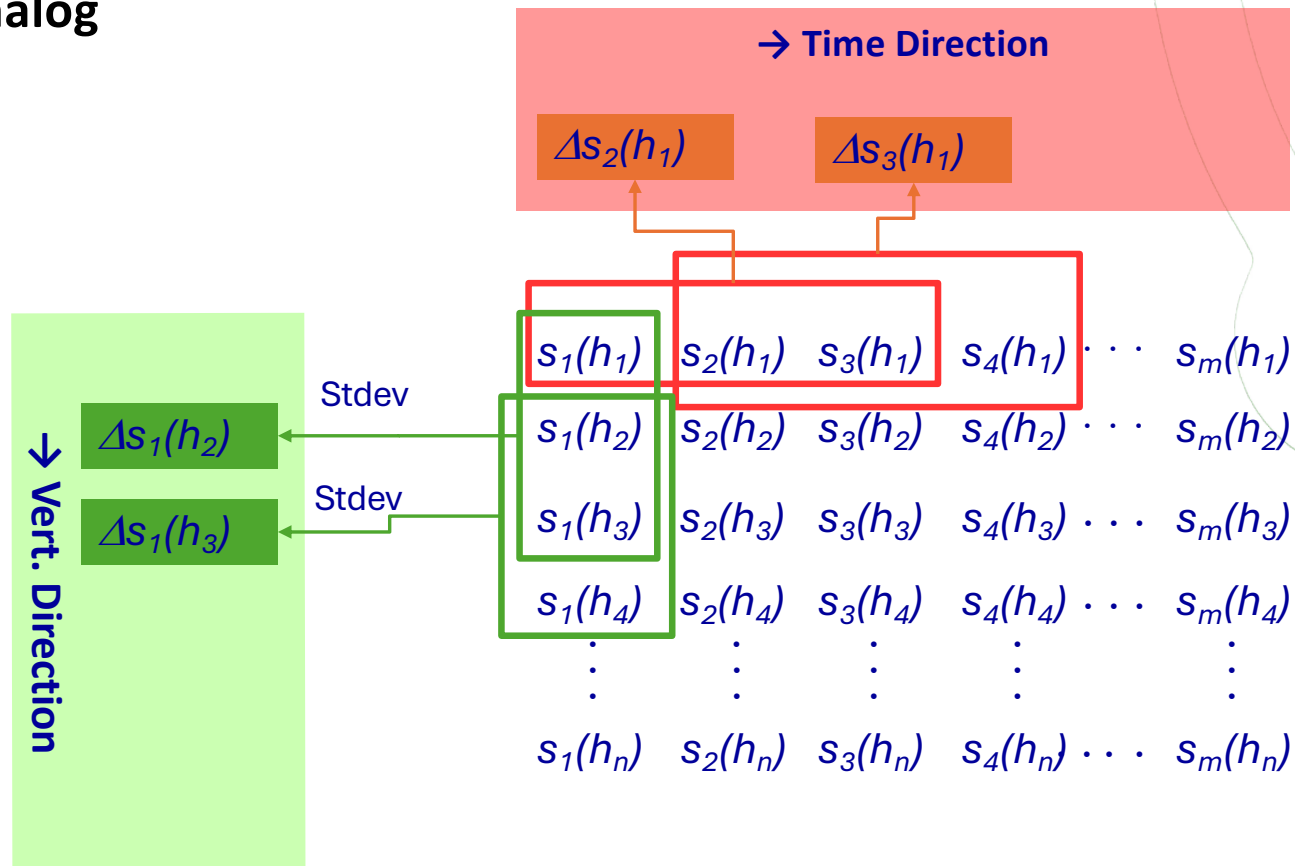 alog
→ Time Direction
Δs₂(h₁) Δs₃(h₁)
s₁(h₁) s₂(h₁) s₃(h₁) s₄(h₁) · · · sₘ(h₁)
Stdev
Δs₁(h₂) s₁(h₂) s₂(h₂) s₃(h₂) s₄(h₂) · · · sₘ(h₂)
Stdev
Δs₁(h₃) s₁(h₃) s₂(h₃) s₃(h₃) s₄(h₃) · · · sₘ(h₃)
s₁(h₄) s₂(h₄) s₃(h₄) s₄(h₄) · · · sₘ(h₄)
s₁(hₙ) s₂(hₙ) s₃(hₙ) s₄(hₙ) · · · sₘ(hₙ)
→ Vert. Direction